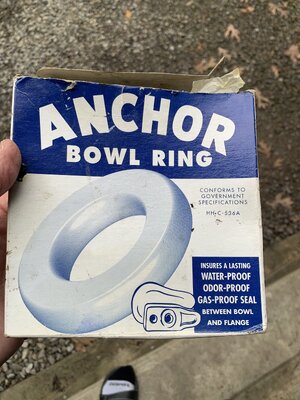 ANCHOR
BOWL RING
CONFORMS TO
GOVERNMENT
SPECIFICATIONS
HH-C-536A
INSURES A LASTING
WATER-PROOF
ODOR-PROOF
GAS-PROOF SEAL
BETWEEN BOWL
AND FLANGE